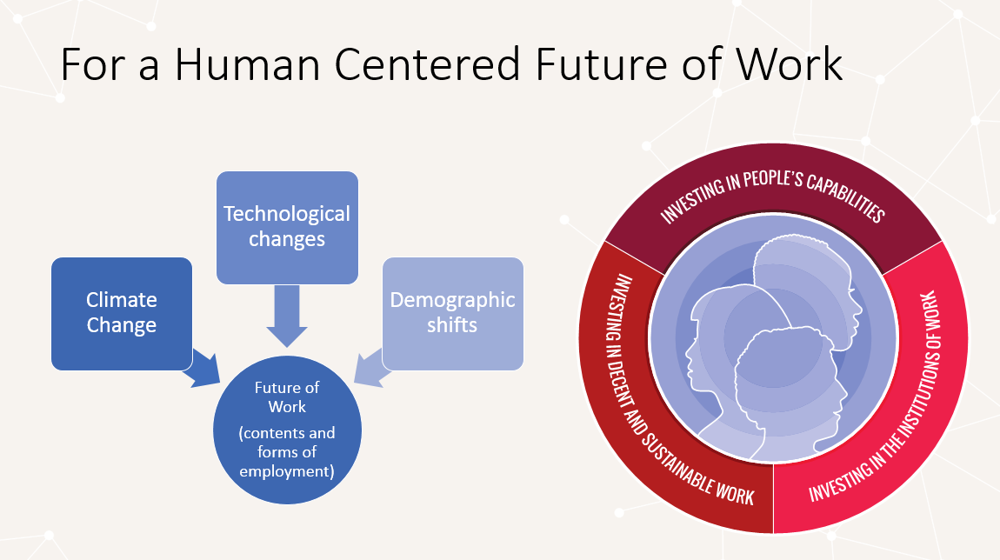 For a Human Centered Future of Work
Technological
changes
Climate
Change
Demographic
shifts
Future of
Work
(contents and
forms of
employment)
INVESTING IN PEOPLE'S CAPABILITIES
INVESTING IN DECENT AND SUSTAINABLE WORK
INVESTING IN THE INSTITUTIONS OF WORK